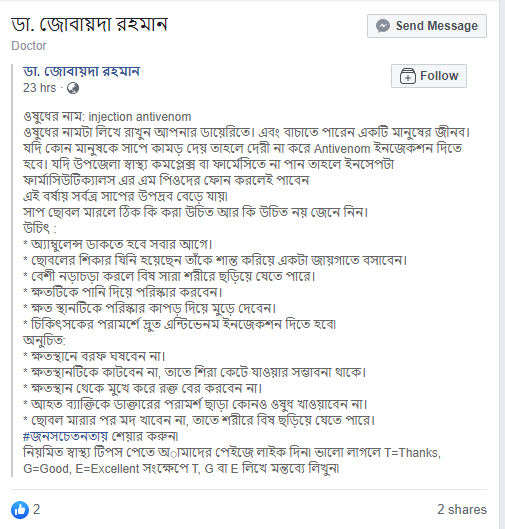 ডা. জোবায়দা রহমান
Doctor
Send Message
ডা. জোবায়দা রহমান
23 hrs ·
Follow
ওষুধের নাম: injection antivenom
ওষুধের নামটা লিখে রাখুন আপনার ডায়েরিতে। এবং বাচাতে পারেন একটি মানুষের জীনব।
যদি কোন মানুষকে সাপে কামড় দেয় তাহলে দেরী না করে Antivenom ইনজেকশন দিতে
হবে। যদি উপজেলা স্বাস্থ্য কমপ্লেক্স বা ফার্মেসিতে না পান তাহলে ইনসেপটা
ফার্মাসিউটিক্যালস এর এম পিওদের ফোন করলেই পাবেন
এই বর্ষায় সর্বত্র সাপের উপদ্রব বেড়ে যায়।
সাপ ছোবল মারলে ঠিক কি করা উচিত আর কি উচিত নয় জেনে নিন।
উচিৎ :
* অ্যাম্বুলেন্স ডাকতে হবে সবার আগে।
* ছোবলের শিকার যিনি হয়েছেন তাঁকে শান্ত করিয়ে একটা জায়গাতে বসাবেন।
* বেশী নড়াচড়া করলে বিষ সারা শরীরে ছড়িয়ে যেতে পারে।
* ক্ষতটিকে পানি দিয়ে পরিস্কার করবেন।
* ক্ষত স্থানটিকে পরিস্কার কাপড় দিয়ে মুড়ে দেবেন।
* চিকিৎসকের পরামর্শে দ্রুত এন্টিভেনম ইনজেকশন দিতে হবে৷
অনুচিত:
* ক্ষতস্থানে বরফ ঘষবেন না।
* ক্ষতস্থানটিকে কাটবেন না, তাতে শিরা কেটে যাওয়ার সম্ভাবনা থাকে।
* ক্ষতস্থান থেকে মুখে করে রক্ত বের করবেন না।
* আহত ব্যাক্তিকে ডাক্তারের পরামর্শ ছাড়া কোনও ওষুধ খাওয়াবেন না।
* ছোবল মারার পর মদ খাবেন না, তাতে শরীরে বিষ ছড়িয়ে যেতে পারে।
#জনসচেতনতায় শেয়ার করুন৷
নিয়মিত স্বাস্থ্য টিপস পেতে অামাদের পেইজে লাইক দিন৷ ভালো লাগলে T=Thanks,
G=Good, E=Excellent সংক্ষেপে T, G বা E লিখে মন্তব্যে লিখুন৷
2
2 shares